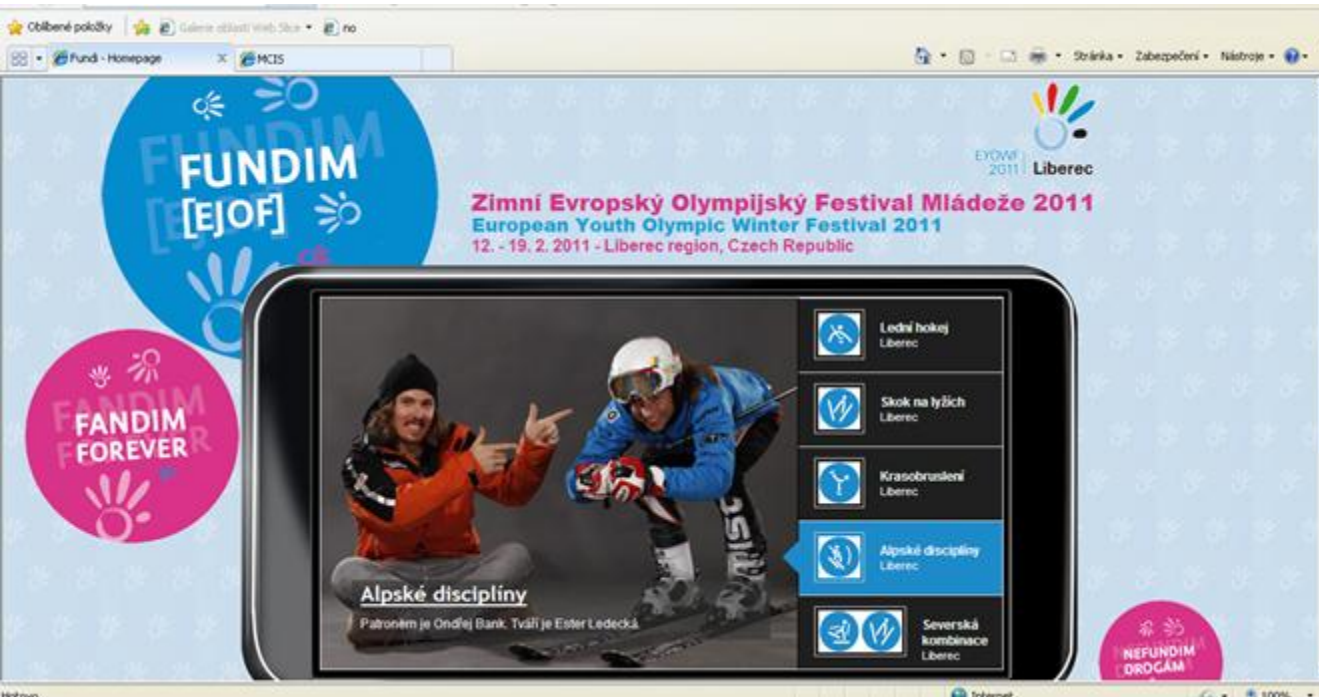 Oblíbené položky
Galerie oblastí Web Slice
no
Fundi - Homepage
X
MCIS
Stránka
Zabezpečení
Nástroje
FUNDIM
[EJOF]
FANDIM
FOREVER
EYOWF
2011
Liberec
Zimní Evropský Olympijský Festival Mládeže 2011
European Youth Olympic Winter Festival 2011
12. - 19. 2. 2011 - Liberec region, Czech Republic
Lední hokej
Liberec
Skok na lyžích
Liberec
Krasobruslení
Liberec
Alpské disciplíny
Liberec
Severská
kombinace
Liberec
Alpské disciplíny
Patronem je Ondřej Bank. Tváří je Ester Ledecká.
NEFUNDIM
DROGÁM
Hotovo
Internet
100%